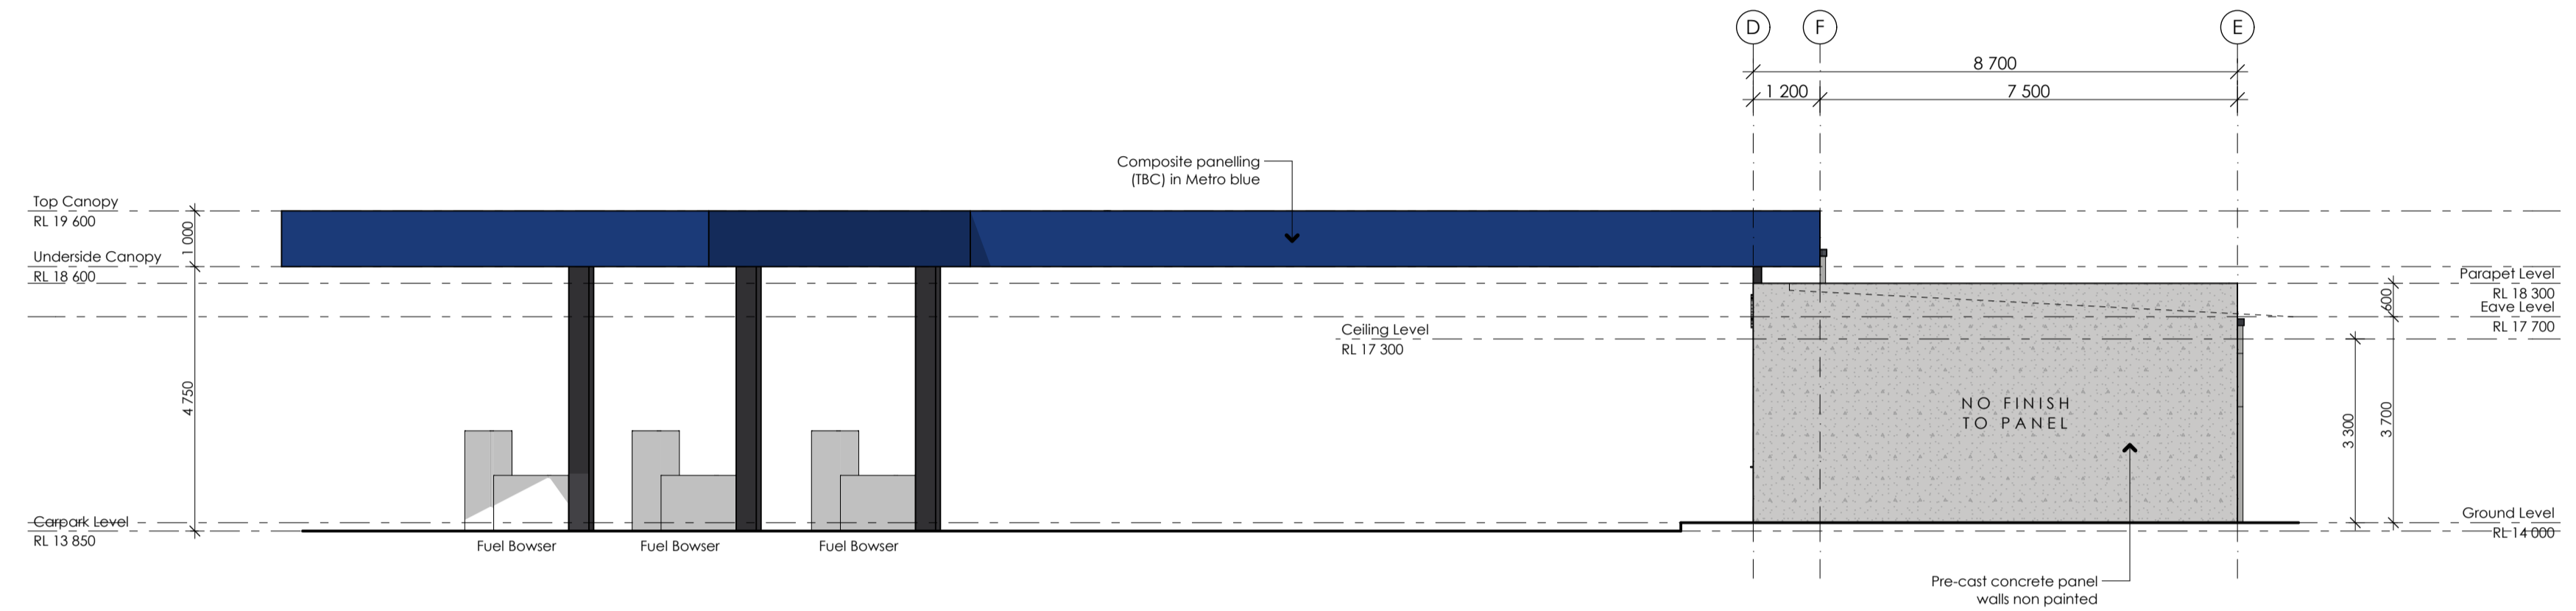 D
F
E
8 700
1 200
7 500
Composite panelling
(TBC) in Metro blue
Top Canopy
RL 19 600
1 000
Underside Canopy
RL 18 600
Parapet Level
RL 18 300
600
Eave Level
RL 17 700
Ceiling Level
RL 17 300
4 750
NO FINISH
TO PANEL
3 300
3 700
Carpark Level
RL 13 850
Ground Level
RL 14 000
Fuel Bowser
Fuel Bowser
Fuel Bowser
Pre-cast concrete panel
walls non painted